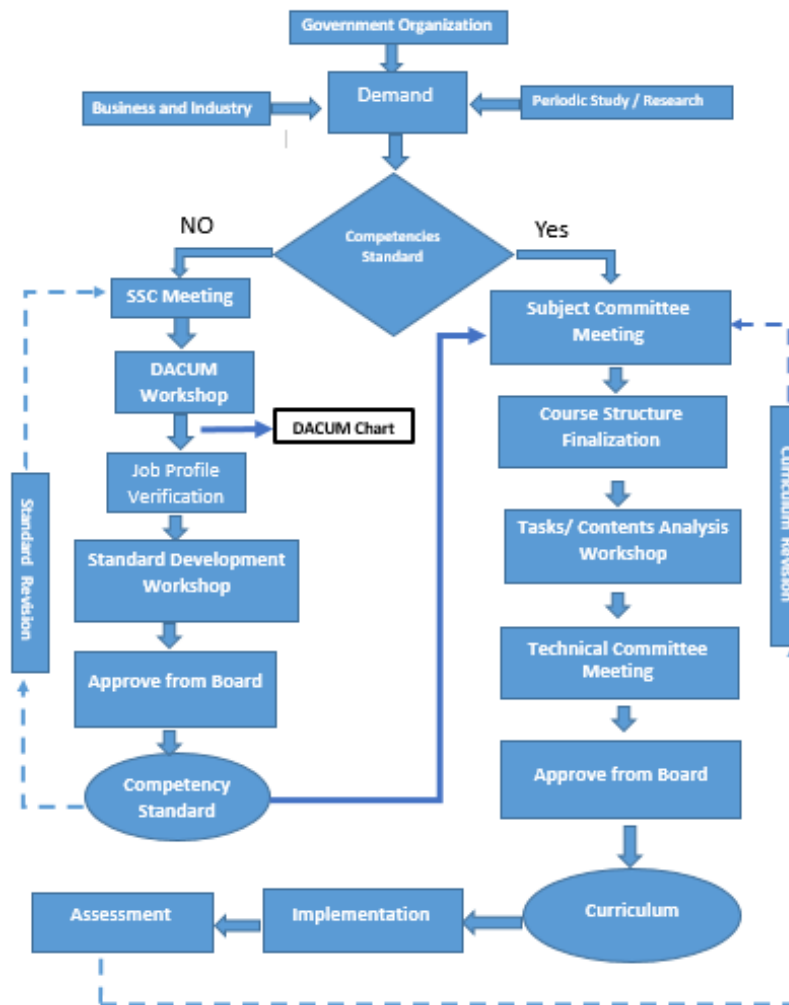 Government Organization
Demand
Business and Industry
Periodic Study / Research
NO
Yes
Competencies
Standard
SSC Meeting
Subject Committee
Meeting
DACUM
Workshop
DACUM Chart
Course Structure
Finalization
Job Profile
Verification
Standard Revision
Curriculum Revision
Tasks/ Contents Analysis
Workshop
Standard Development
Workshop
Technical Committee
Meeting
Approve from Board
Approve from Board
Competency
Standard
Assessment
Implementation
Curriculum